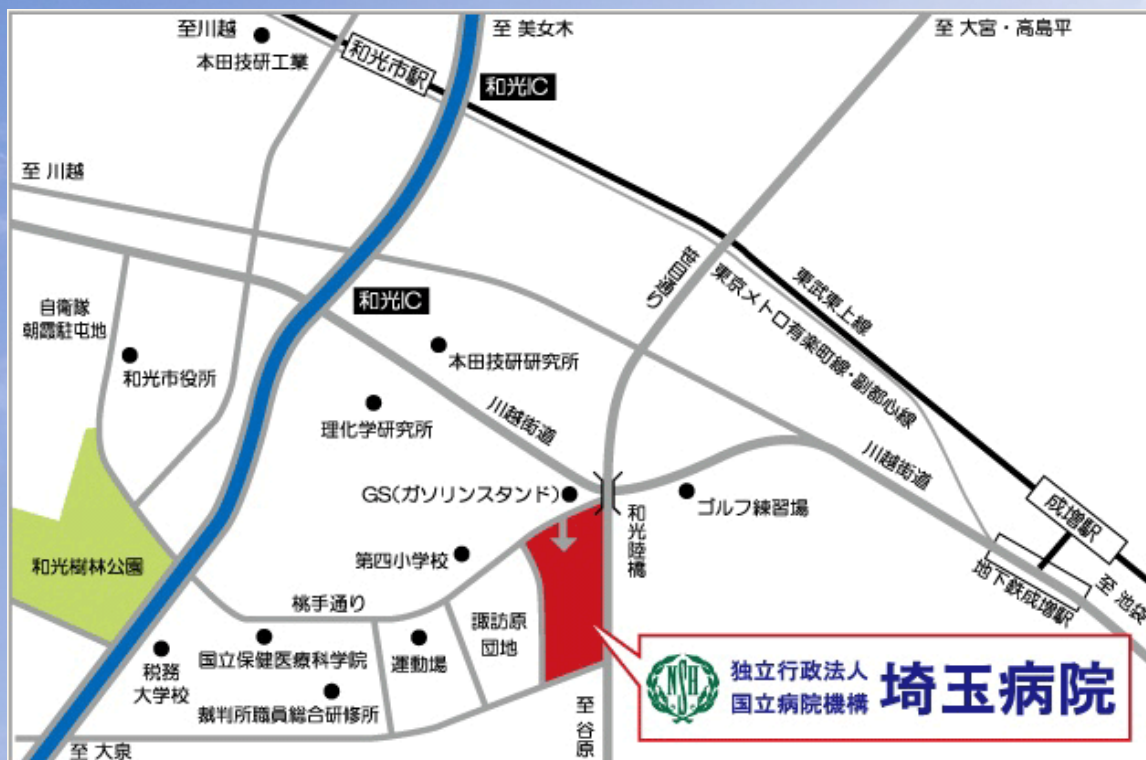 至川越
本田技研工業
和光市駅
至 美女木
和光IC
至 大宮・高島平
至 川越
笹目通り
東武東上線
東京メトロ有楽町線・副都心線
自衛隊
朝霞駐屯地
和光IC
和光市役所
本田技研研究所
理化学研究所
川越街道
川越街道
GS(ガソリンスタンド)
ゴルフ練習場
和光陸橋
成増駅
地下鉄成増駅
至 池袋
和光樹林公園
第四小学校
桃手通り
諏訪原
団地
税務
大学校
国立保健医療科学院
運動場
裁判所職員総合研修所
至 大泉
至 谷原
NSH
独立行政法人
国立病院機構
埼玉病院